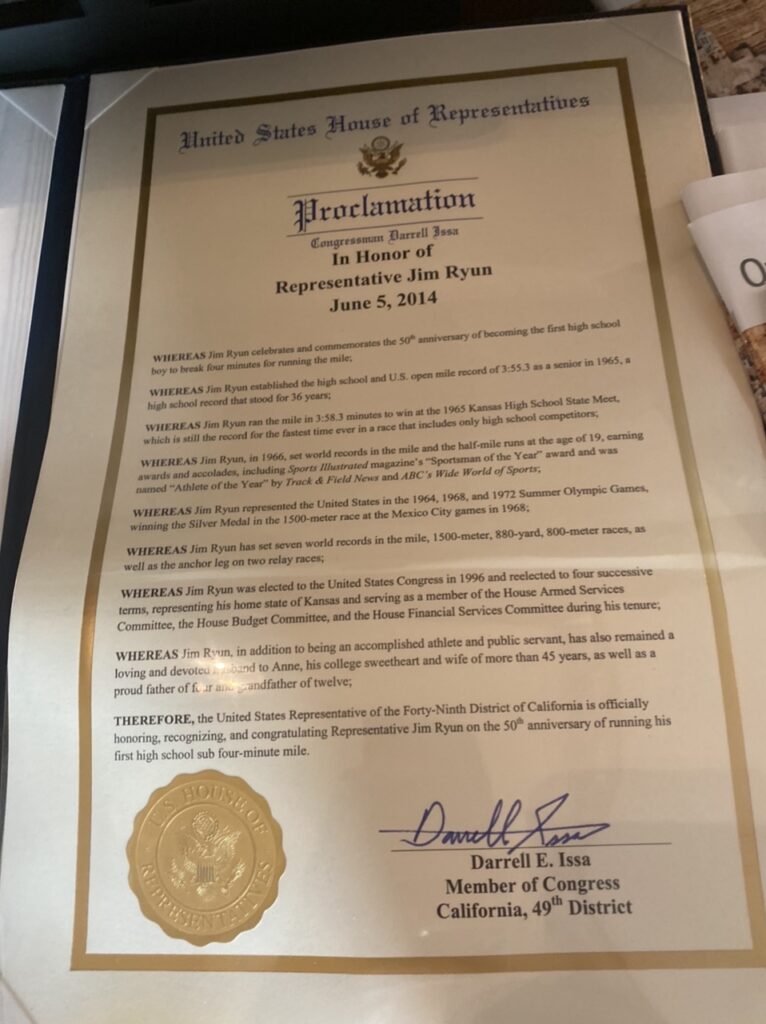 United States House of Representatives
Proclamation
Congressman Darrell Issa
In Honor of
Representative Jim Ryun
June 5, 2014
WHEREAS Jim Ryun celebrates and commemorates the 50th anniversary of becoming the first high school
boy to break four minutes for running the mile;
WHEREAS Jim Ryun established the high school and U.S. open mile record of 3:55.3 as a senior in 1965, a
high school record that stood for 36 years;
WHEREAS Jim Ryun ran the mile in 3:58.3 minutes to win at the 1965 Kansas High School State Meet,
which is still the record for the fastest time ever in a race that includes only high school competitors;
WHEREAS Jim Ryun, in 1966, set world records in the mile and the half-mile runs at the age of 19, earning
awards and accolades, including Sports Illustrated magazine's "Sportsman of the Year" award and was
named "Athlete of the Year" by Track & Field News and ABC's Wide World of Sports;
WHEREAS Jim Ryun represented the United States in the 1964, 1968, and 1972 Summer Olympic Games,
winning the Silver Medal in the 1500-meter race at the Mexico City games in 1968;
WHEREAS Jim Ryun has set seven world records in the mile, 1500-meter, 880-yard, 800-meter races, as
well as the anchor leg on two relay races;
WHEREAS Jim Ryun was elected to the United States Congress in 1996 and reelected to four successive
terms, representing his home state of Kansas and serving as a member of the House Armed Services
Committee, the House Budget Committee, and the House Financial Services Committee during his tenure;
WHEREAS Jim Ryun, in addition to being an accomplished athlete and public servant, has also remained a
loving and devoted husband to Anne, his college sweetheart and wife of more than 45 years, as well as a
proud father of four and grandfather of twelve;
THEREFORE, the United States Representative of the Forty-Ninth District of California is officially
honoring, recognizing, and congratulating Representative Jim Ryun on the 50th anniversary of running his
first high school sub four-minute mile.
U.S. HOUSE OF
REPRESENTATIVES
Darrell Issa
Darrell E. Issa
Member of Congress
California, 49th District